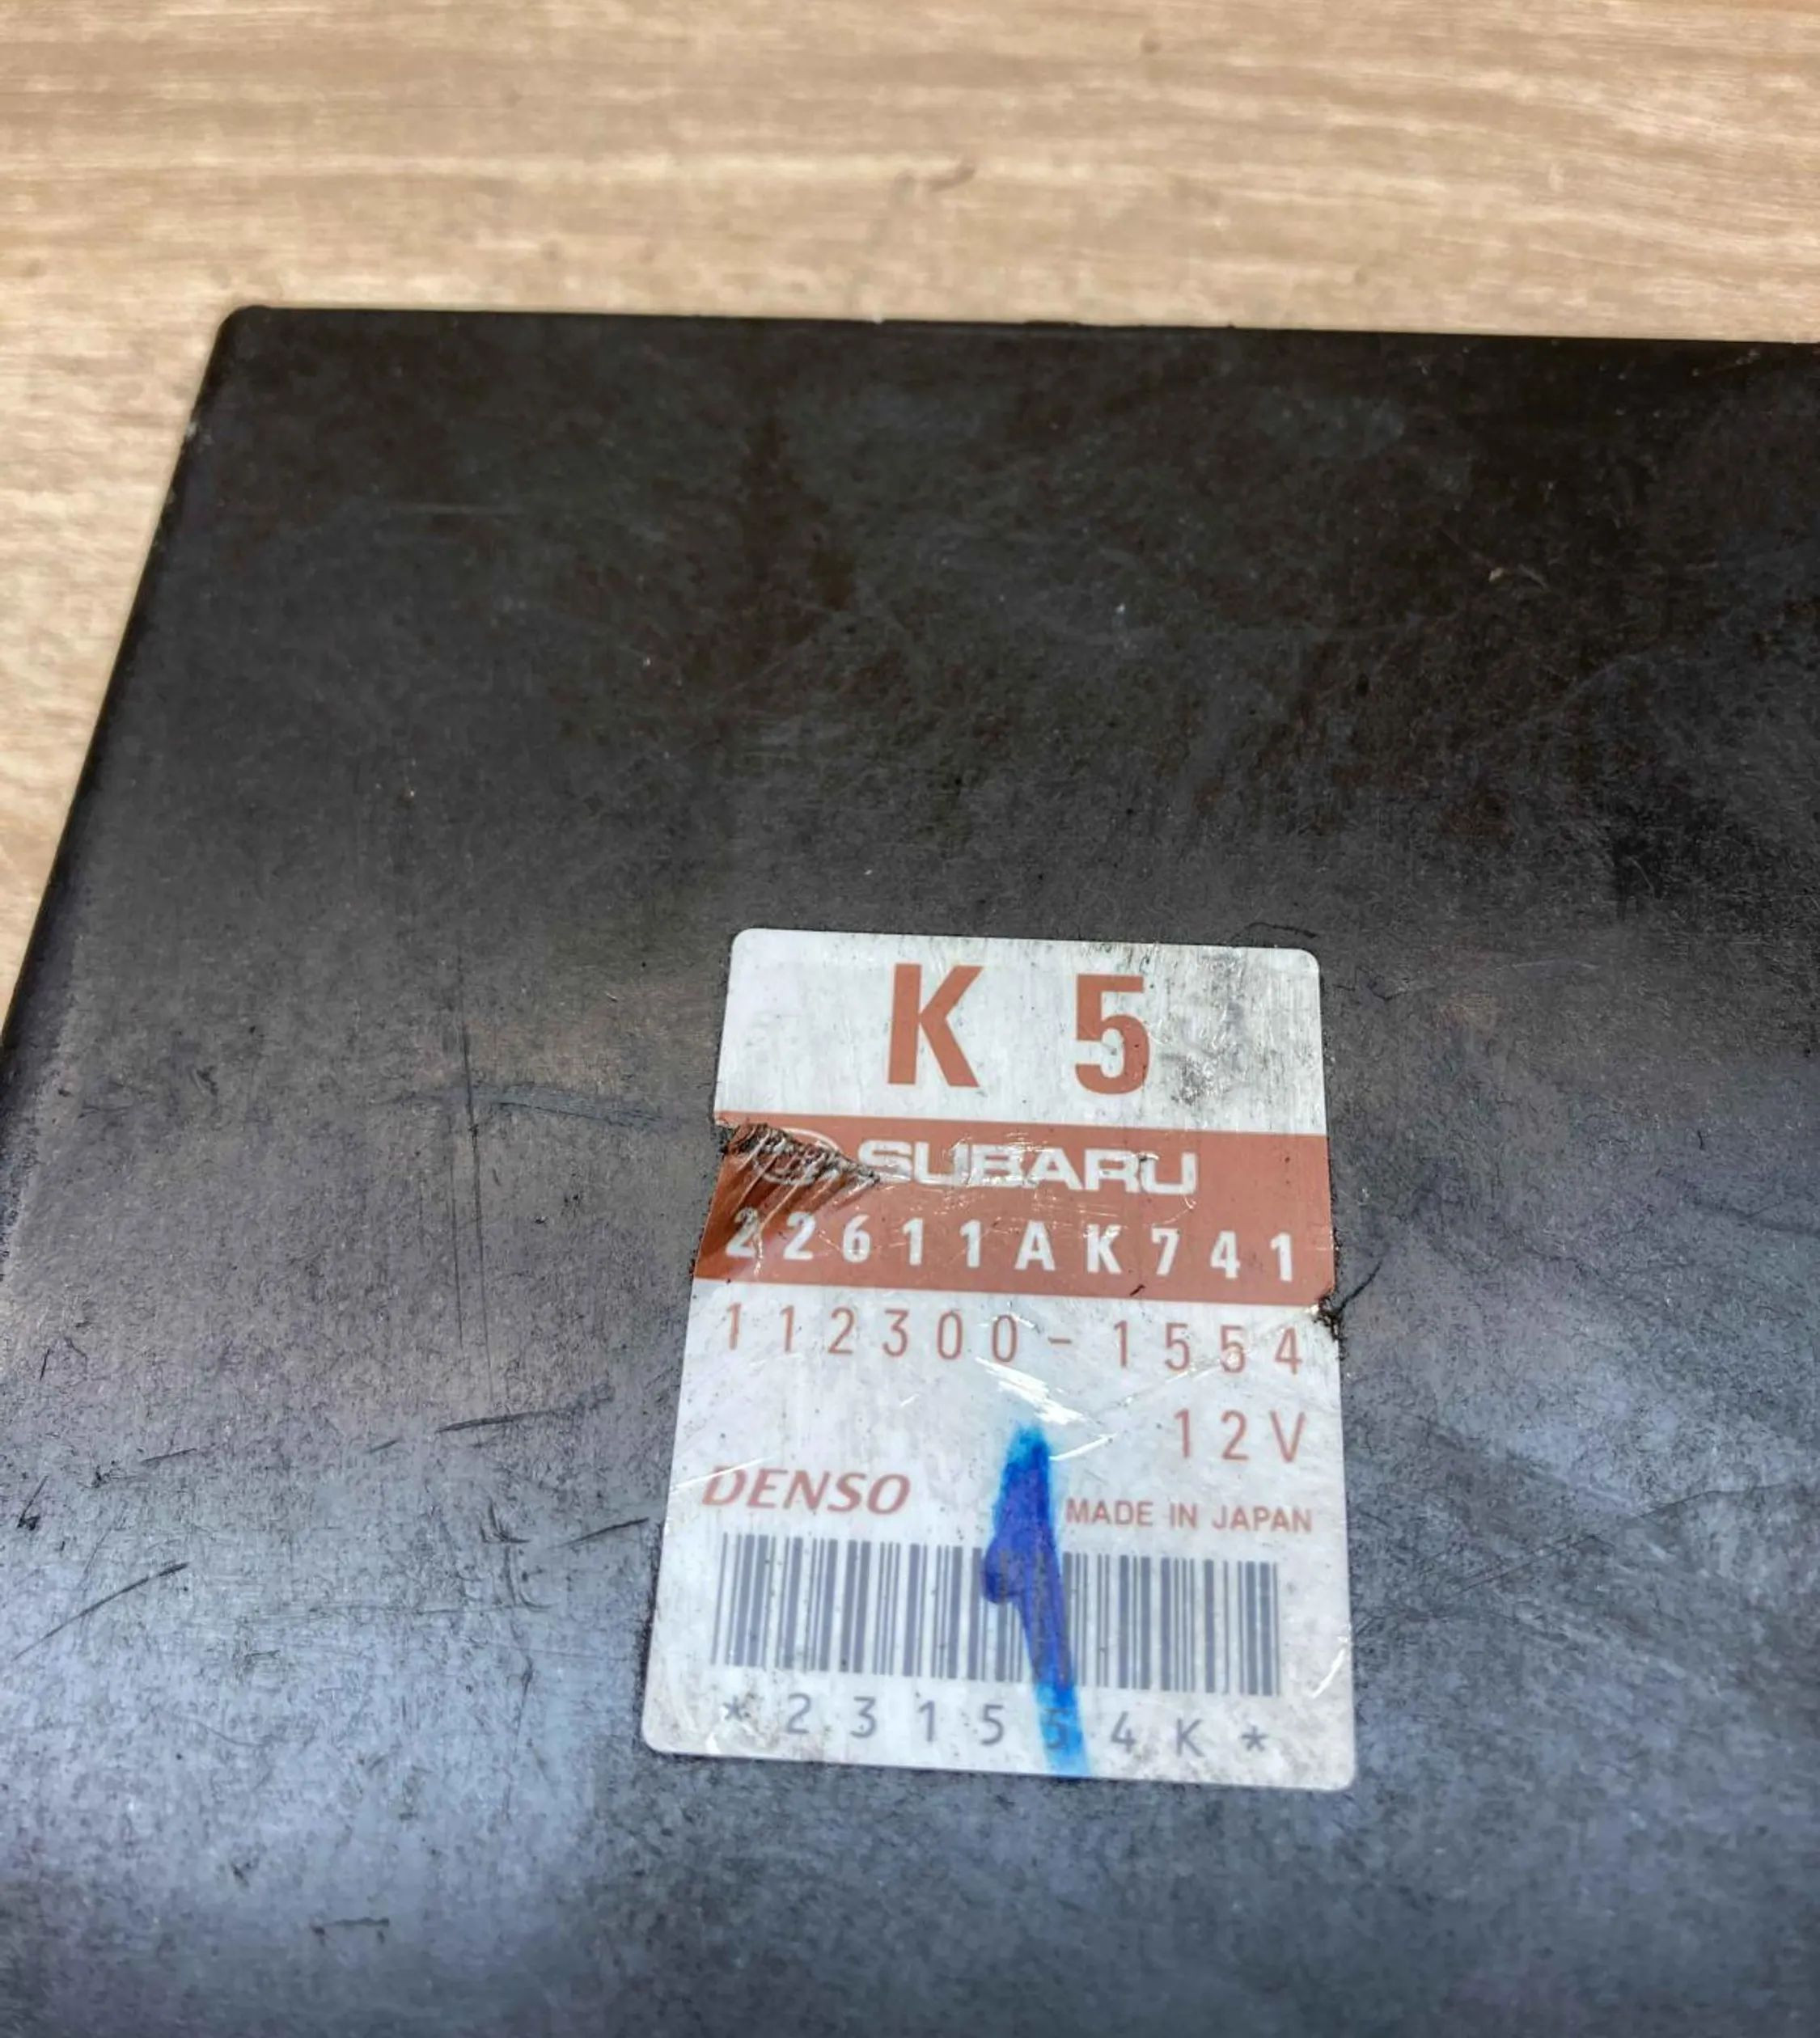 K 5
SUBARU
22611AK741
112300-1554
12V
DENSO MADE IN JAPAN
*231554K*